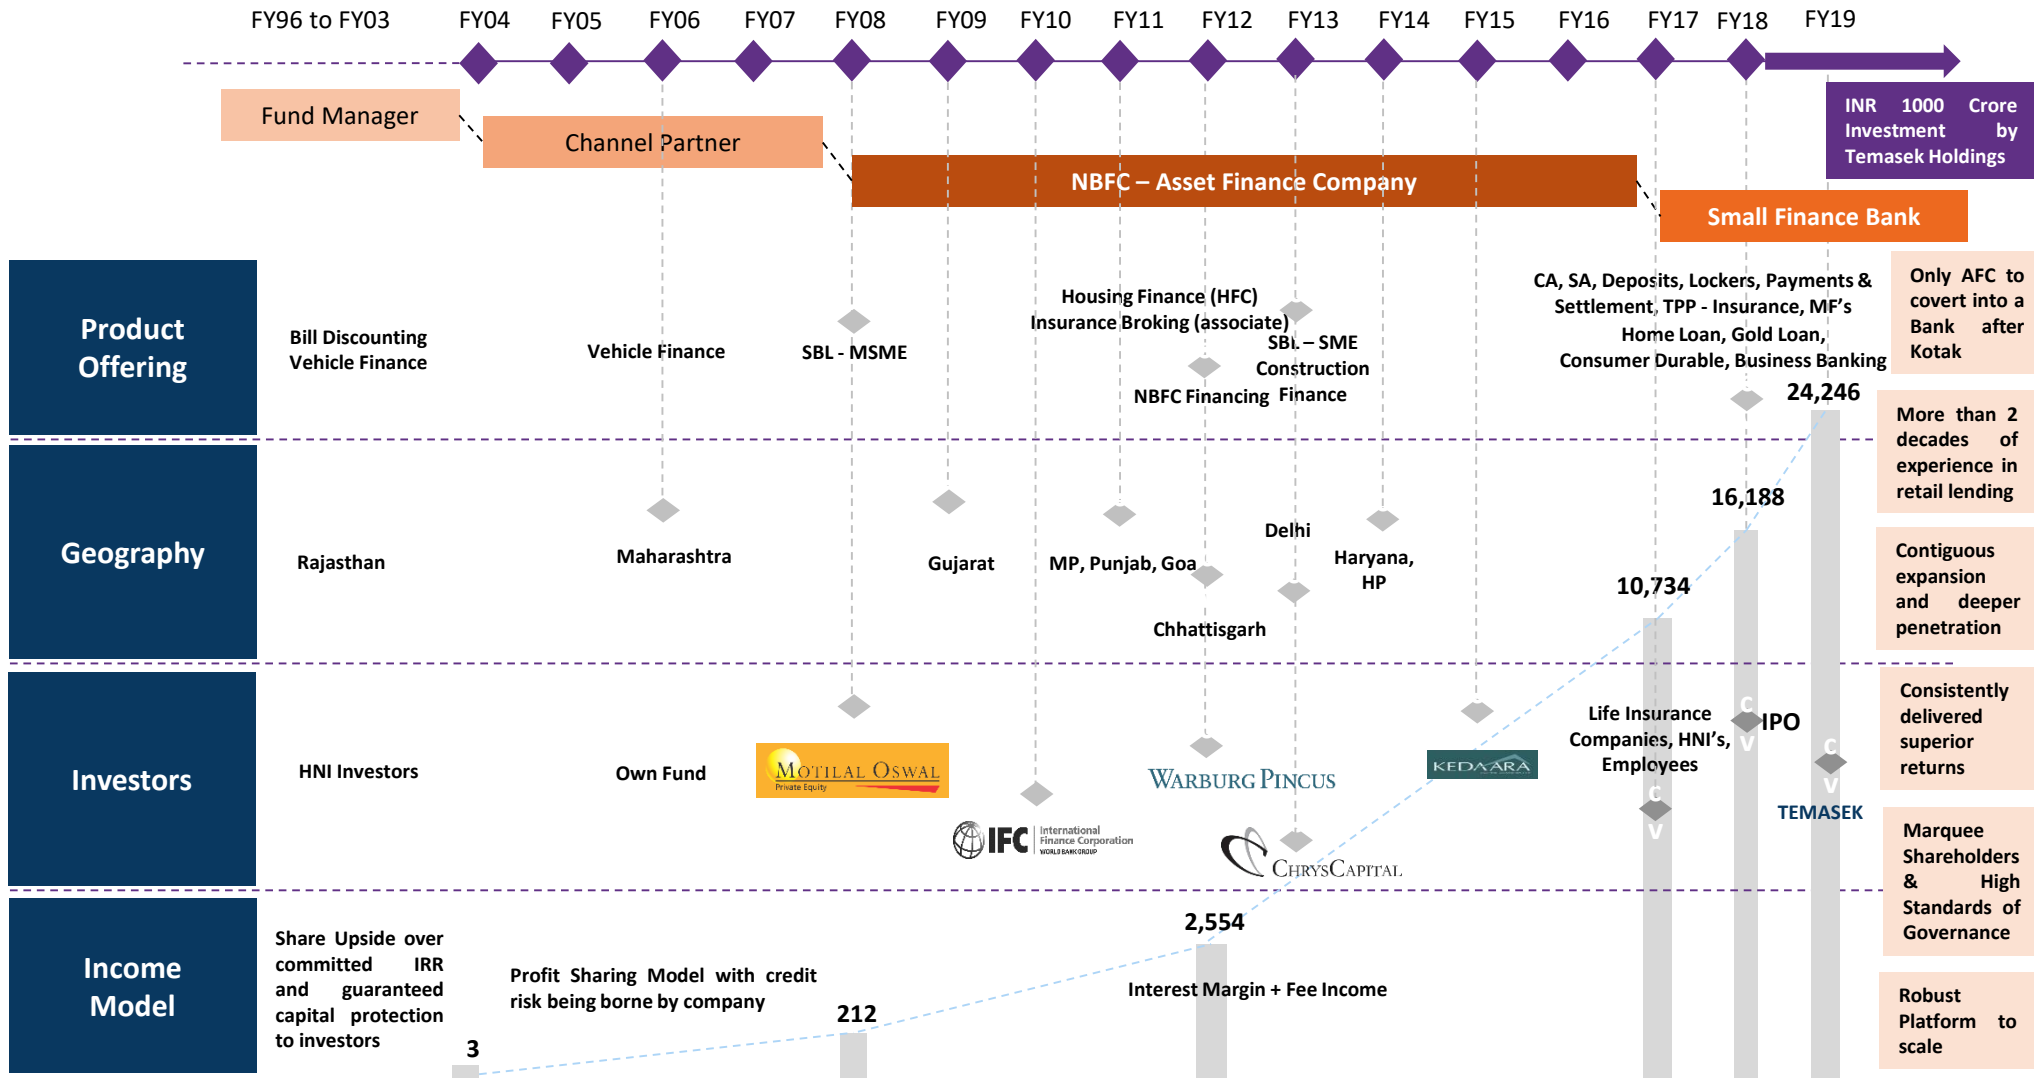 FY96 to FY03
FY04
FY05
FY06
FY07
FY08
FY09
FY10
FY11
FY12
FY13
FY14
FY15
FY16
FY17
FY18
FY19
Fund Manager
Channel Partner
NBFC – Asset Finance Company
Small Finance Bank
INR 1000 Crore
Investment by
Temasek Holdings
Product
Offering
Bill Discounting
Vehicle Finance
Vehicle Finance
SBL - MSME
Housing Finance (HFC)
Insurance Broking (associate)
NBFC Financing
SBL – SME
Construction
Finance
CA, SA, Deposits, Lockers, Payments &
Settlement, TPP - Insurance, MF's
Home Loan, Gold Loan,
Consumer Durable, Business Banking
24,246
Only AFC to
covert into a
Bank after
Kotak
More than 2
decades of
experience in
retail lending
Geography
Rajasthan
Maharashtra
Gujarat
MP, Punjab, Goa
Chhattisgarh
Delhi
Haryana,
HP
10,734
16,188
Contiguous
expansion
and deeper
penetration
Investors
HNI Investors
Own Fund
MOTILAL OSWAL
Private Equity
IFC
International
Finance Corporation
WORLD BANK GROUP
WARBURG PINCUS
CHRYSCAPITAL
KEDAARA
Life Insurance
Companies, HNI's,
Employees
C
V
C
V
IPO
C
V
TEMASEK
Consistently
delivered
superior
returns
Marquee
Shareholders
& High
Standards of
Governance
Income
Model
Share Upside over
committed IRR
and guaranteed
capital protection
to investors
3
Profit Sharing Model with credit
risk being borne by company
212
2,554
Interest Margin + Fee Income
Robust
Platform to
scale